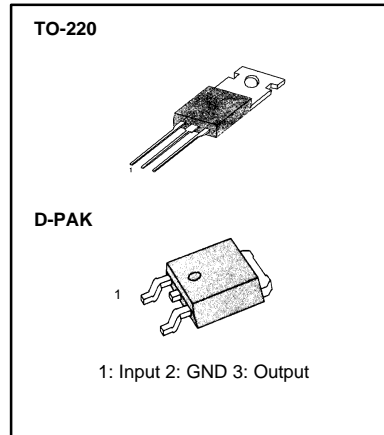 TO-220
1
D-PAK
1
1: Input 2: GND 3: Output